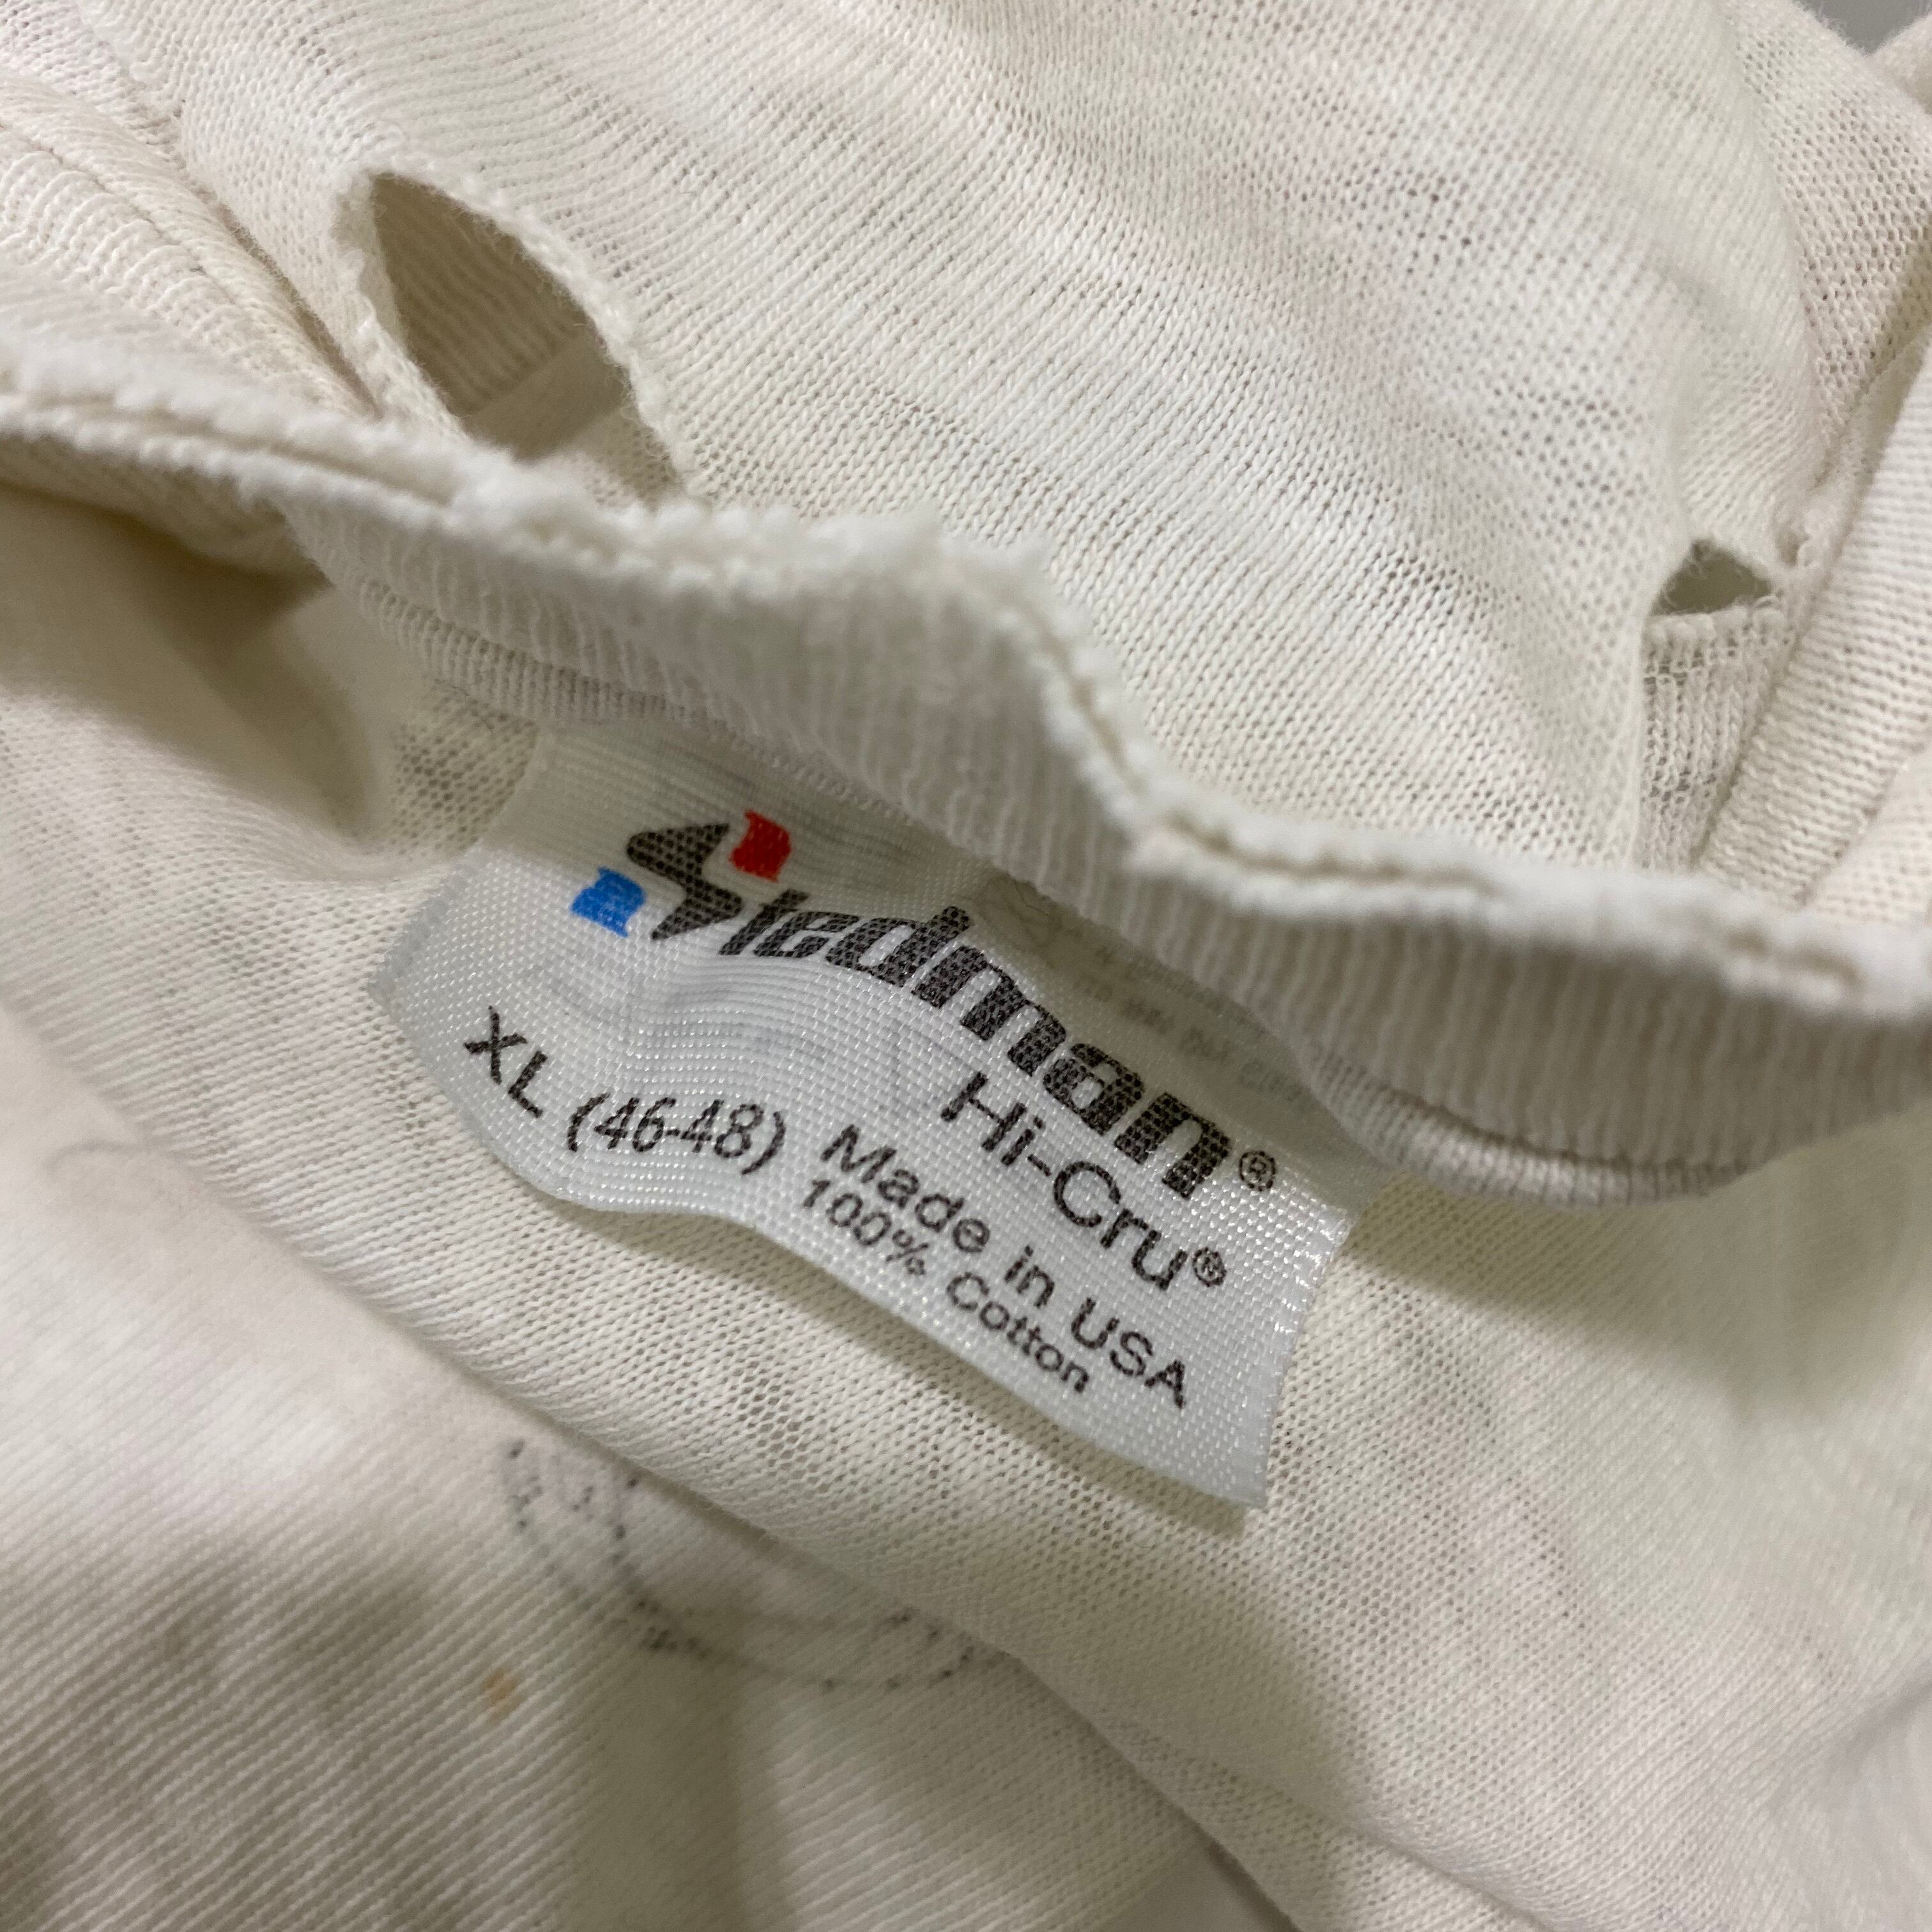 Stedman®
Hi-Cru®
XL (46-48) Made in USA
100% Cotton